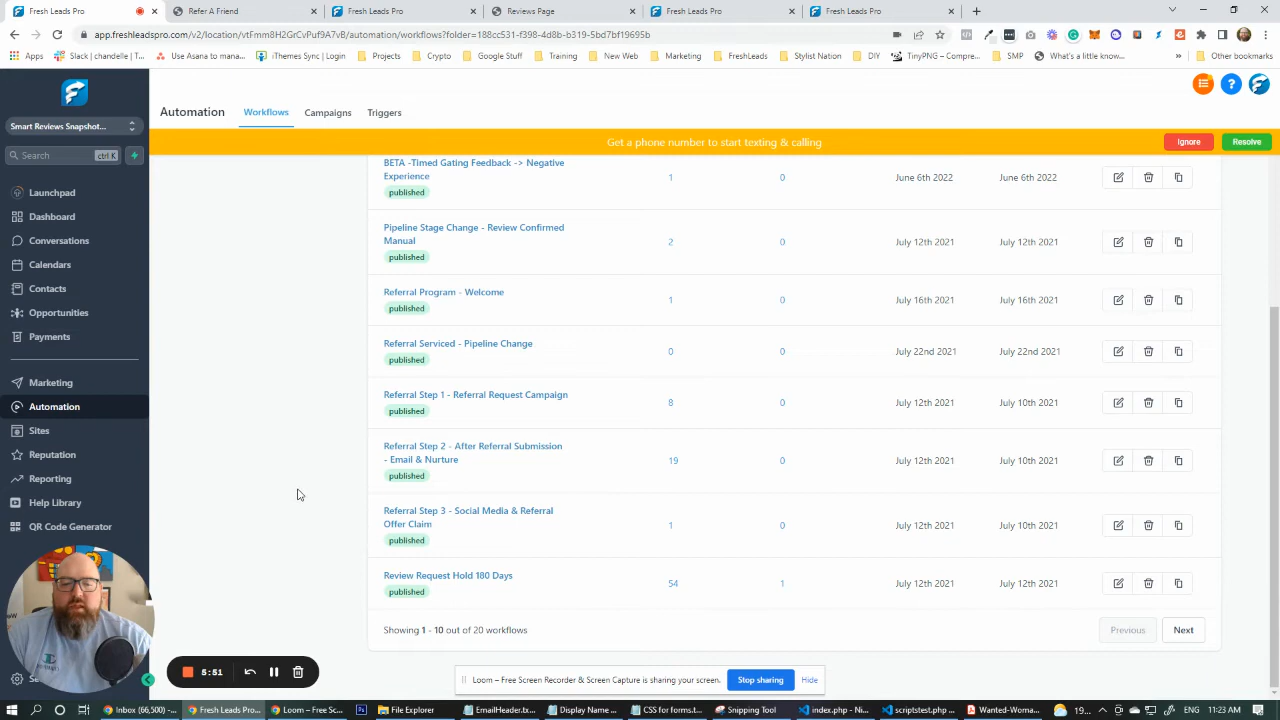 Fresh Leads Pro
Refer A Friend
Fresh Leads Pro
Reviews Page
Fresh Leads Pro
Fresh Leads Pro
app.freshleadspro.com/v2/location/vtFmm8H2GCvPuf9A7vBf/automation/workflows?folder=188cc531-f398-4d8b-b319-5bd7bf19695b
Apps
Slack | chandelle | T...
Use Asana to manag...
iThemes Sync | Login
Projects
Crypto
Google Suite
Training
New Web
Marketing
FreshLeads
Stylist Nation
DIY
TinyPNG – Compre...
SMP
What's a little know...
Other bookmarks
Smart Reviews Snapshot...
Search
ctrl K
Launchpad
Dashboard
Conversations
Calendars
Contacts
Opportunities
Payments
Marketing
Automation
Sites
Reputation
Reporting
Help Library
QR Code Generator
Automation
Workflows
Campaigns
Triggers
Get a phone number to start texting & calling
Ignore
Resolve
BETA -Timed Gating Feedback -> Negative
Experience
published
1
0
June 6th 2022
June 6th 2022
Pipeline Stage Change - Review Confirmed
Manual
published
2
0
July 12th 2021
July 12th 2021
Referral Program - Welcome
published
1
0
July 16th 2021
July 16th 2021
Referral Serviced - Pipeline Change
published
0
0
July 22nd 2021
July 22nd 2021
Referral Step 1 - Referral Request Campaign
published
8
0
July 12th 2021
July 10th 2021
Referral Step 2 - After Referral Submission
- Email & Nurture
published
19
0
July 12th 2021
July 10th 2021
Referral Step 3 - Social Media & Referral
Offer Claim
published
1
0
July 12th 2021
July 10th 2021
Review Request Hold 180 Days
published
54
1
July 12th 2021
July 12th 2021
Showing 1 - 10 out of 20 workflows
Previous
Next
5:51
Loom – Free Screen Recorder & Screen Capture is sharing your screen.
Stop sharing
Hide
Inbox (66,500) - ...
Fresh Leads Pro - ...
Loom – Free Scre...
File Explorer
EmailHeader.tx...
Display Name...
CSS for forms.t...
Snipping Tool
index.php - N...
scriptstest.php...
Wanted-Woma...
11:23 AM